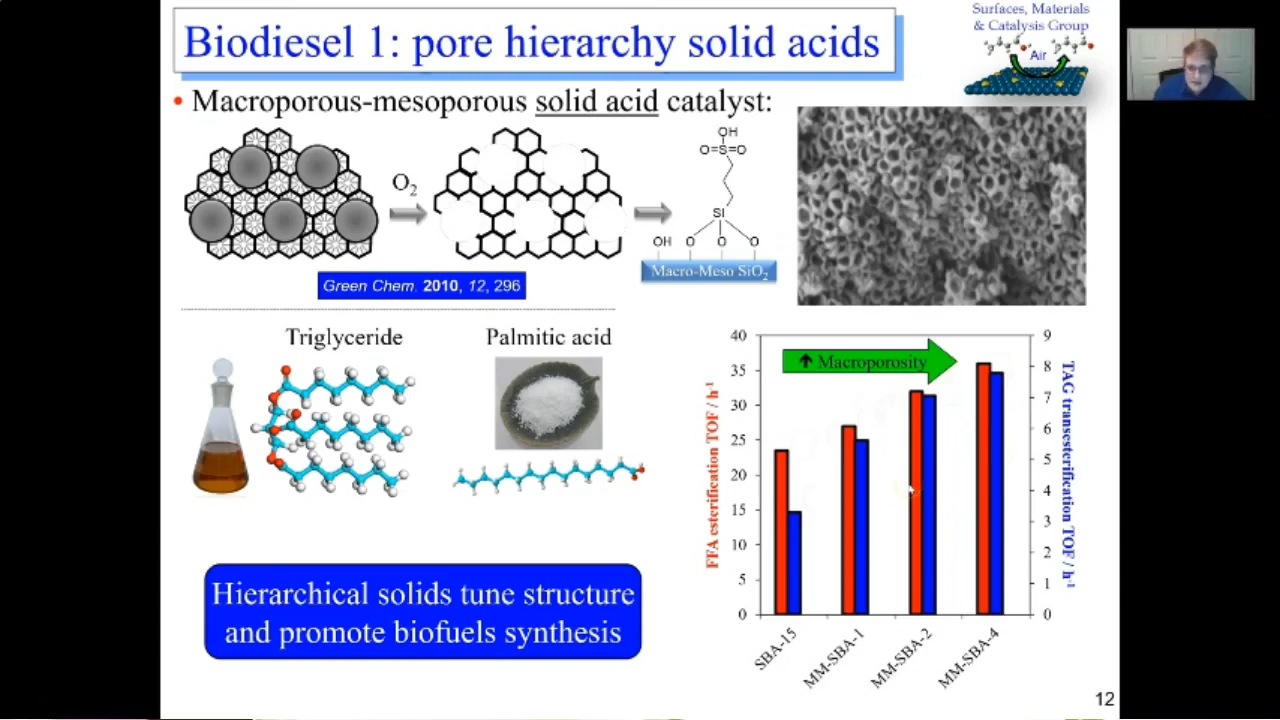 Surfaces, Materials
& Catalysis Group
Air
Biodiesel 1: pore hierarchy solid acids
• Macroporous-mesoporous solid acid catalyst:
O₂
OH
O=S=O
Si
OH O O O
Macro-Meso SiO₂
Green Chem. 2010, 12, 296
Triglyceride
Palmitic acid
Hierarchical solids tune structure
and promote biofuels synthesis
FFA esterification TOF / h⁻¹
40
35
30
25
20
15
10
5
0
Macroporosity
9
8
7
6
5
4
3
2
1
0
TAG transesterification TOF / h⁻¹
SBA-15
MM-SBA-1
MM-SBA-2
MM-SBA-4
12